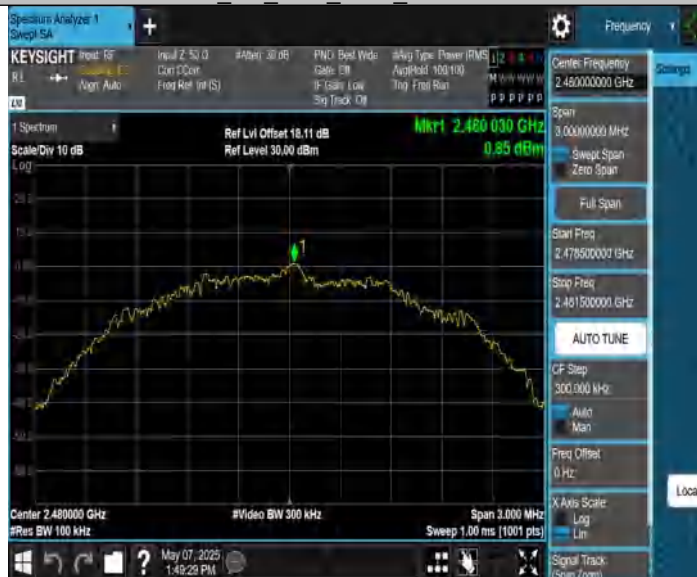 Spectrum Analyzer 1
Swept SA
+
Frequency
KEYSIGHT
Input: RF
Input Z: 50 Ω
#Atten: 30 dB
PNO: Best Wide
#Avg Type: Power (RMS
RL
Align: Auto
Corr CCorr
Freq Ref: Int (S)
Gate: Off
IF Gain: Low
Sig Track: Off
Avg|Hold: 100/100
Trig: Free Run
M W W W W W
P P P P P P
LXI
1 Spectrum
Scale/Div 10 dB
Ref Lvl Offset 18.11 dB
Ref Level 30.00 dBm
Mkr1 2.480 030 GHz
0.85 dBm
Log
1
Center 2.480000 GHz
#Res BW 100 kHz
#Video BW 300 kHz
Span 3.000 MHz
Sweep 1.00 ms (1001 pts)
Center Frequency
2.480000000 GHz
Settings
Span
3.00000000 MHz
Swept Span
Zero Span
Full Span
Start Freq
2.478500000 GHz
Stop Freq
2.481500000 GHz
AUTO TUNE
CF Step
300.000 kHz
Auto
Man
Freq Offset
0 Hz
X Axis Scale
Log
Lin
Signal Track
(Span Zoom)
Loca
?
May 07, 2025
1:49:29 PM